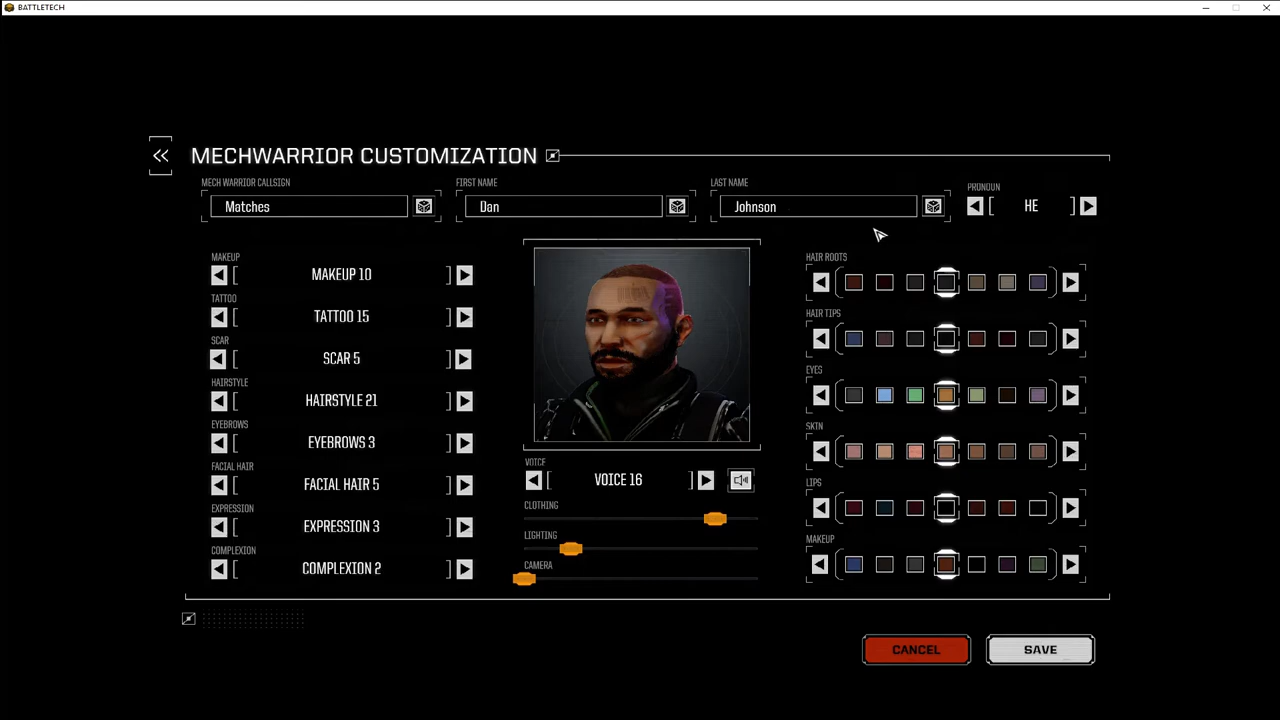 BATTLETECH
MECHWARRIOR CUSTOMIZATION
MECH WARRIOR CALLSIGN
Matches
FIRST NAME
Dan
LAST NAME
Johnson
PRONOUN
HE
MAKEUP
MAKEUP 10
TATTOO
TATTOO 15
SCAR
SCAR 5
HAIRSTYLE
HAIRSTYLE 21
EYEBROWS
EYEBROWS 3
FACIAL HAIR
FACIAL HAIR 5
EXPRESSION
EXPRESSION 3
COMPLEXION
COMPLEXION 2
VOICE
VOICE 16
CLOTHING
LIGHTING
CAMERA
HAIR ROOTS
HAIR TIPS
EYES
SKIN
LIPS
MAKEUP
CANCEL
SAVE